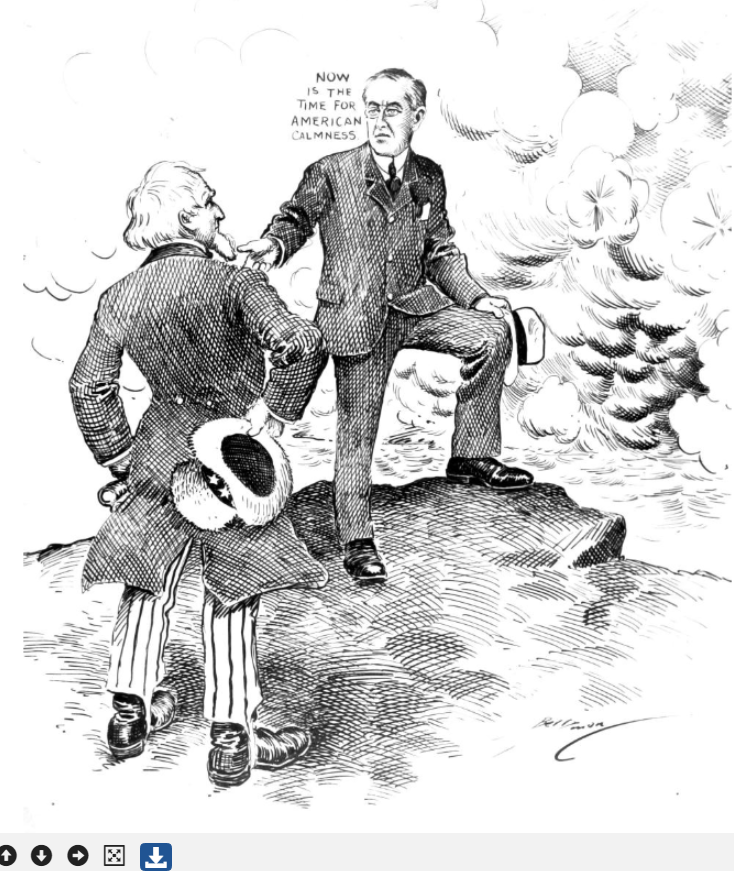 NOW
IS THE
TIME FOR
AMERICAN
CALMNESS.